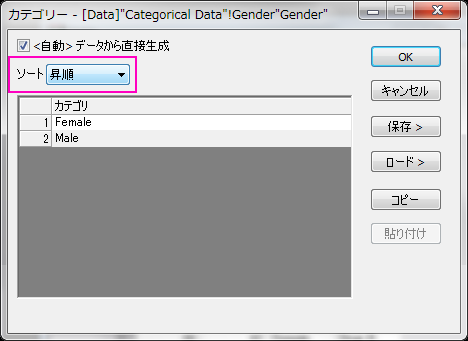 カテゴリー - [Data]"Categorical Data"!Gender"Gender"
<自動> データから直接生成
OK
ソート 昇順
キャンセル
カテゴリ
1 Female
2 Male
保存 >
ロード >
コピー
貼り付け